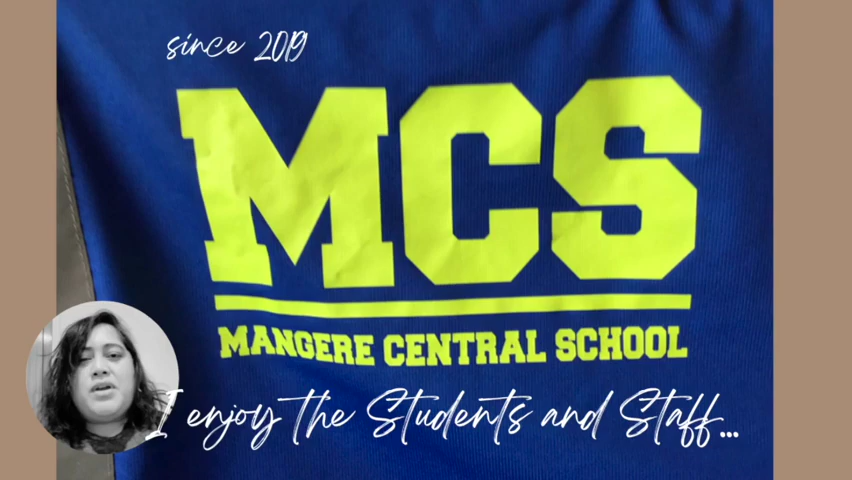 since 2019
MCS
MANGERE CENTRAL SCHOOL
I enjoy the Students and Staff...